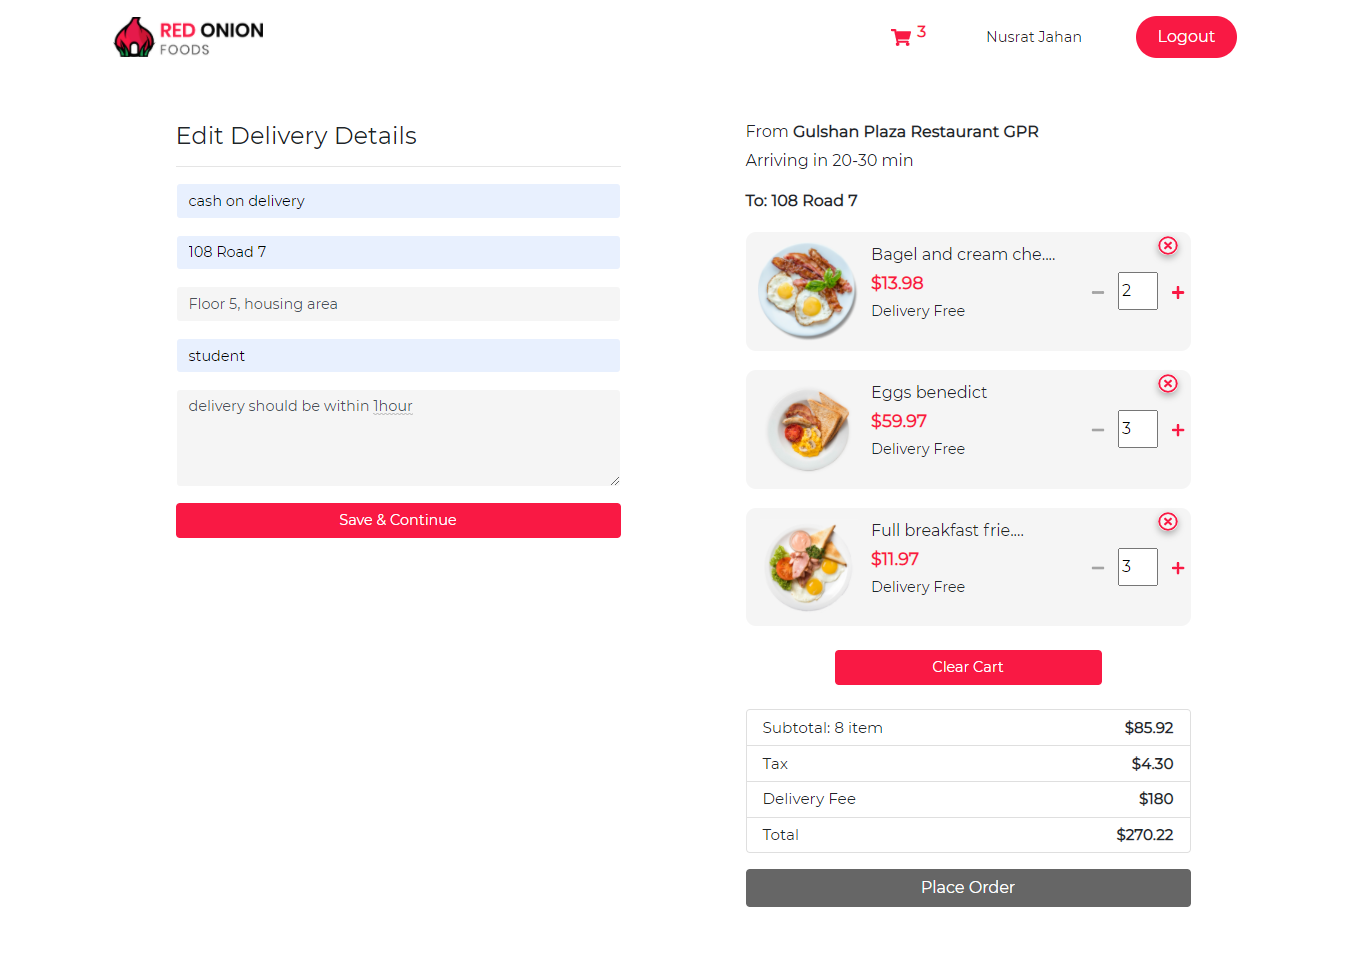 RED ONION
FOODS
3
Nusrat Jahan
Logout
Edit Delivery Details
cash on delivery
108 Road 7
Floor 5, housing area
student
delivery should be within 1hour
Save & Continue
From Gulshan Plaza Restaurant GPR
Arriving in 20-30 min
To: 108 Road 7
Bagel and cream che....
$13.98
Delivery Free
2
Eggs benedict
$59.97
Delivery Free
3
Full breakfast frie....
$11.97
Delivery Free
3
Clear Cart
Subtotal: 8 item $85.92
Tax $4.30
Delivery Fee $180
Total $270.22
Place Order